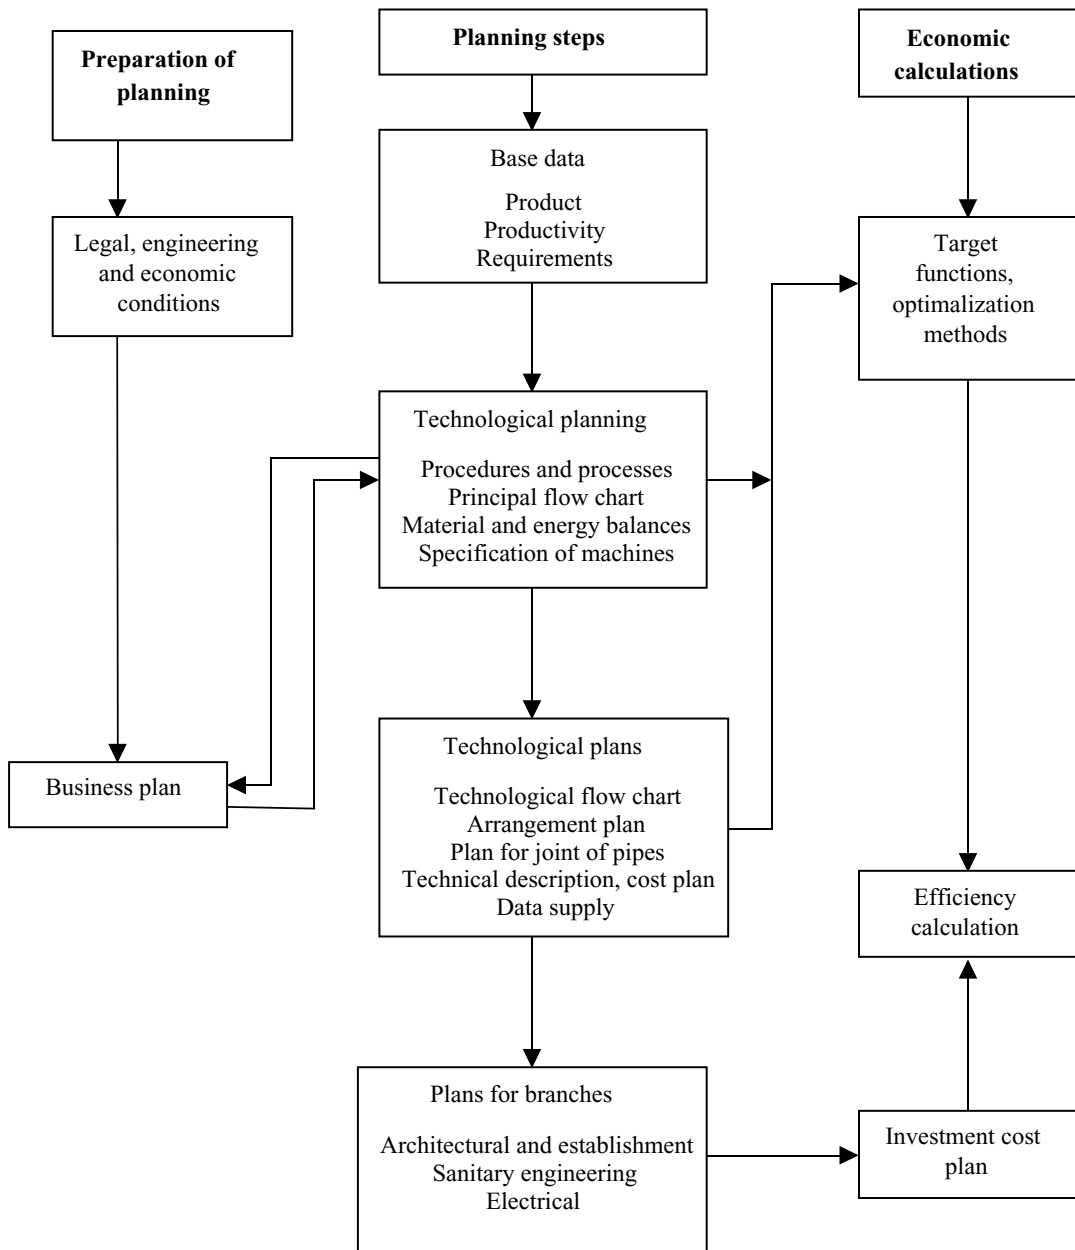 Preparation of
planning
Legal, engineering
and economic
conditions
Business plan
Planning steps
Base data
Product
Productivity
Requirements
Technological planning
Procedures and processes
Principal flow chart
Material and energy balances
Specification of machines
Technological plans
Technological flow chart
Arrangement plan
Plan for joint of pipes
Technical description, cost plan
Data supply
Plans for branches
Architectural and establishment
Sanitary engineering
Electrical
Economic
calculations
Target
functions,
optimalization
methods
Efficiency
calculation
Investment cost
plan